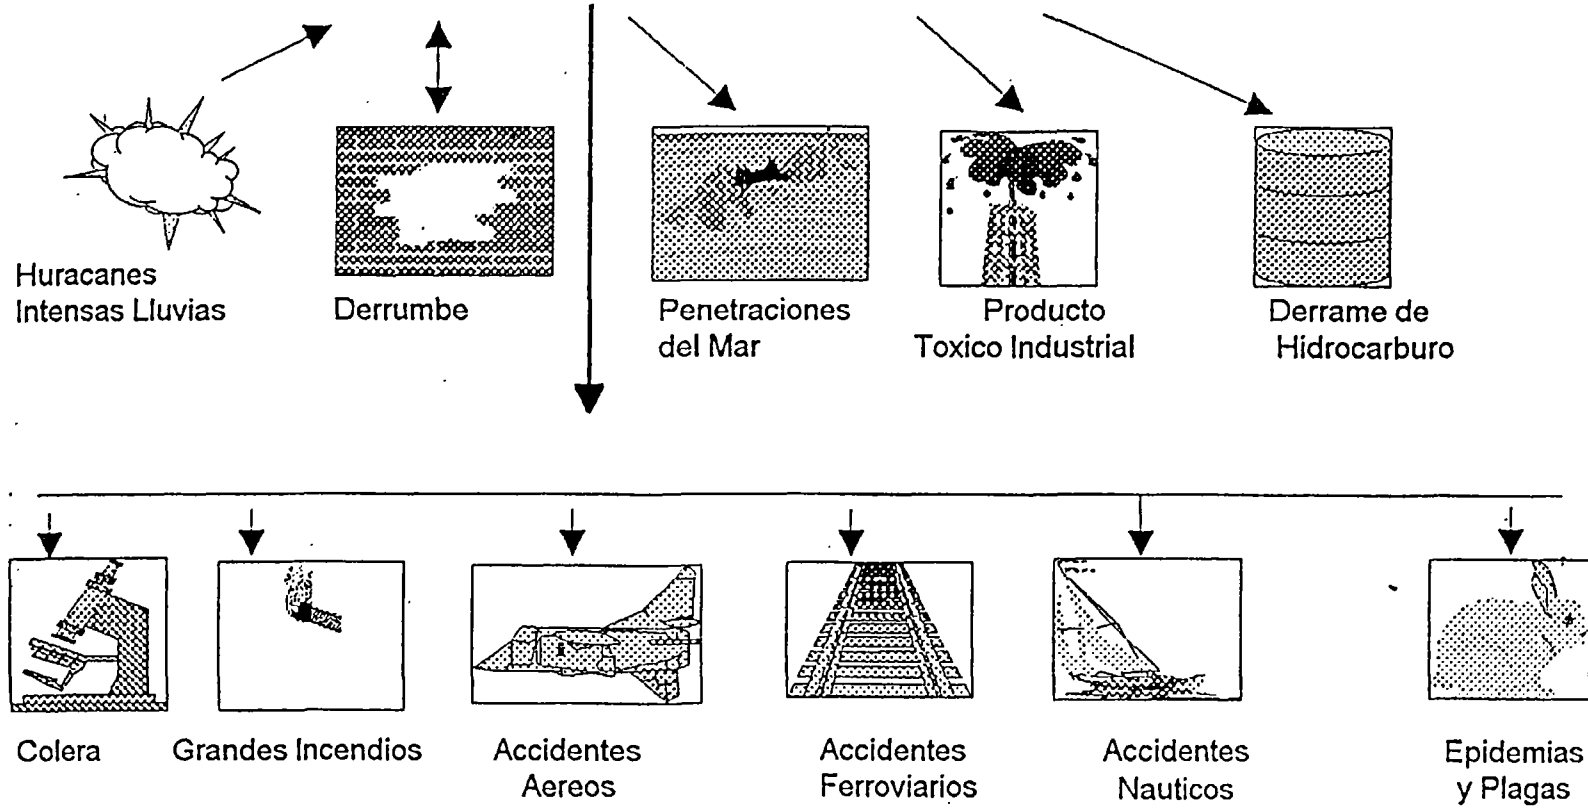 Huracanes
Intensas Lluvias
Derrumbe
Penetraciones
del Mar
Producto
Toxico Industrial
Derrame de
Hidrocarburo
Colera
Grandes Incendios
Accidentes
Aereos
Accidentes
Ferroviarios
Accidentes
Nauticos
Epidemias
y Plagas